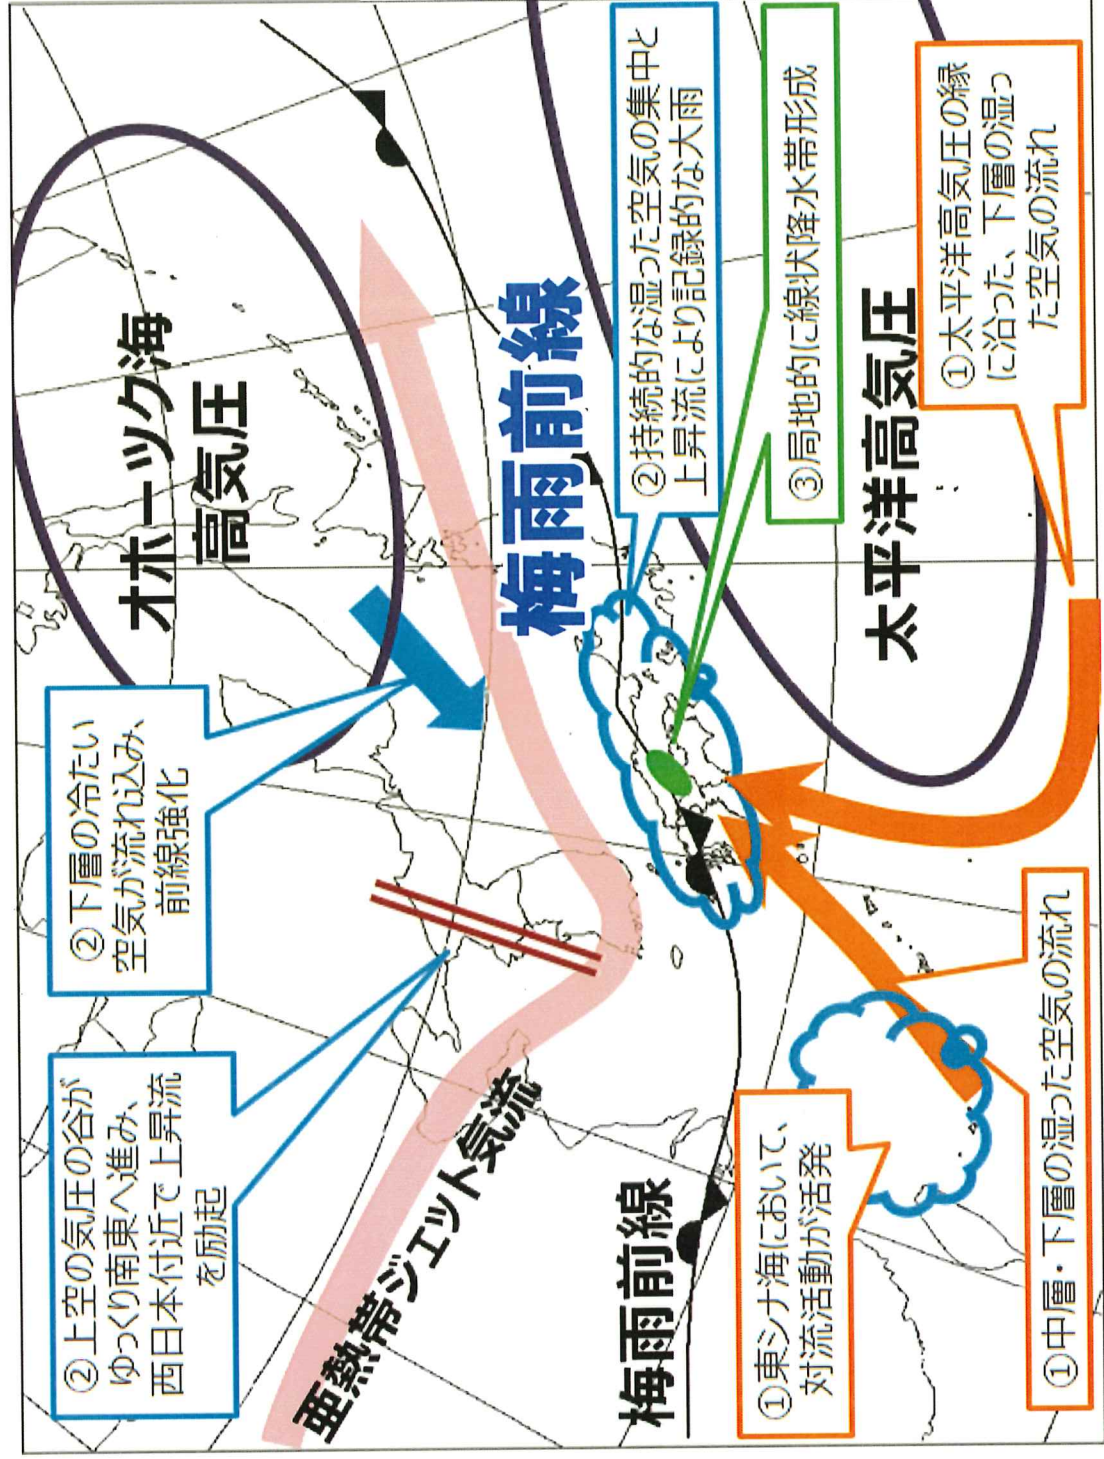 オホーツク海
高気圧
②下層の冷たい
空気が流れ込み、
前線強化
②上空の気圧の谷が
ゆっくり南東へ進み、
西日本付近で上昇流
を励起
亜熱帯ジェット気流
梅雨前線
②持続的な湿った空気の集中と
上昇流により記録的な大雨
③局地的に線状降水帯形成
太平洋高気圧
①太平洋高気圧の縁
に沿った、下層の湿っ
た空気の流れ
梅雨前線
①東シナ海において、
対流活動が活発
①中層・下層の湿った空気の流れ